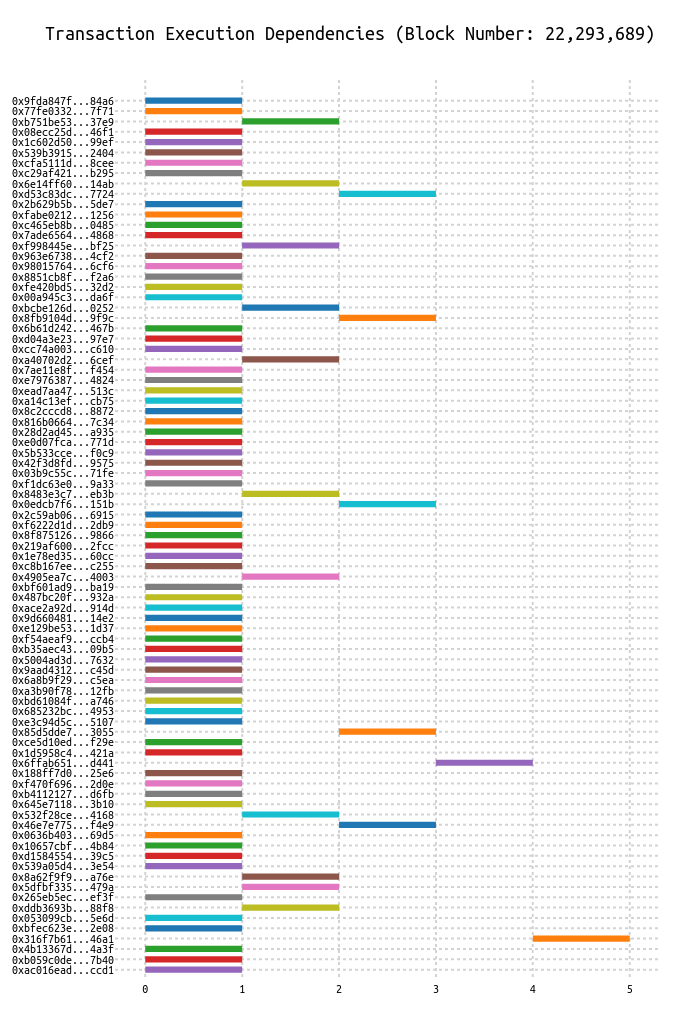 Transaction Execution Dependencies (Block Number: 22,293,689)
0x9fda847f...84a6
0x77fe0332...7f71
0xb751be53...37e9
0x08ecc25d...46f1
0x1c602d50...99ef
0x539b3915...2404
0xcfa5111d...8cee
0xc29af421...b295
0x6e14ff60...14ab
0xd53c83dc...7724
0x2b629b5b...5de7
0xfabe0212...1256
0xc465eb8b...0485
0x7ade6564...4868
0xf998445e...bf25
0x963e6738...4cf2
0x98015764...6cf6
0x8851cb8f...f2a6
0xfe420bd5...32d2
0x00a945c3...da6f
0xbcbe126d...0252
0x8fb9104d...9f9c
0x6b61d242...467b
0xd04a3e23...97e7
0xcc74a003...c610
0xa40702d2...6cef
0x7ae11e8f...f454
0xe7976387...4824
0xead7aa47...513c
0xa14c13ef...cb75
0x8c2cccd8...8872
0x816b0664...7c34
0x28d2ad45...a935
0xe0d07fca...771d
0x5b533cce...f0c9
0x42f3d8fd...9575
0x03b9c55c...71fe
0xf1dc63e0...9a33
0x8483e3c7...eb3b
0x0edcb7f6...151b
0x2c59ab06...6915
0xf6222d1d...2db9
0x8f875126...9866
0x219af600...2fcc
0x1e78ed35...60cc
0xc8b167ee...c255
0x4905ea7c...4003
0xbf601ad9...ba19
0x487bc20f...932a
0xace2a92d...914d
0x9d660481...14e2
0xe129be53...1d37
0xf54aeaf9...ccb4
0xb35aec43...09b5
0x5004ad3d...7632
0x9aad4312...c45d
0x6a8b9f29...c5ea
0xa3b90f78...12fb
0xbd61084f...a746
0x685232bc...4953
0xe3c94d5c...5107
0x85d5dde7...3055
0xce5d10ed...f29e
0x1d5958c4...421a
0x6ffab651...d441
0x188ff7d0...25e6
0xf470f696...2d0e
0xb4112127...d6fb
0x645e7118...3b10
0x532f28ce...4168
0x46e7e775...f4e9
0x0636b403...69d5
0x10657cbf...4b84
0xd1584554...39c5
0x539a05d4...3e54
0x8a62f9f9...a76e
0x5dfbf335...479a
0x265eb5ec...ef3f
0xddb3693b...88f8
0x053099cb...5e6d
0xbfec623e...2e08
0x316f7b61...46a1
0x4b13367d...4a3f
0xb059c0de...7b40
0xac016ead...ccd1
0 1 2 3 4 5